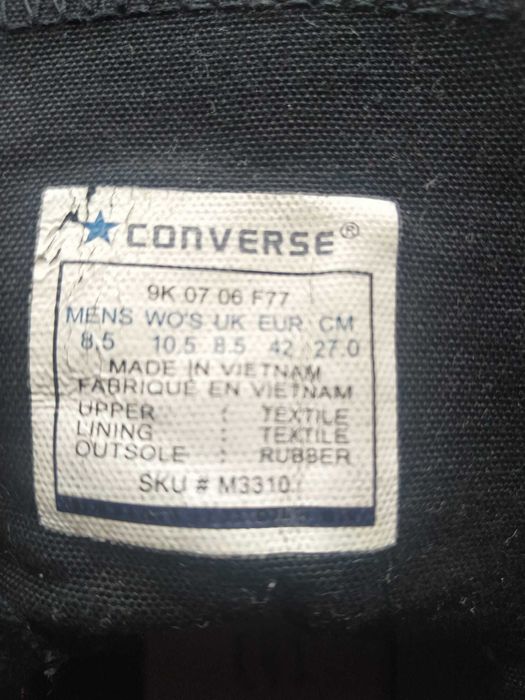 CONVERSE®
9K 07 06 F77
MENS WO'S UK EUR CM
8.5 10.5 8.5 42 27.0
MADE IN VIETNAM
FABRIQUÉ EN VIETNAM
UPPER : TEXTILE
LINING : TEXTILE
OUTSOLE : RUBBER
SKU # M3310